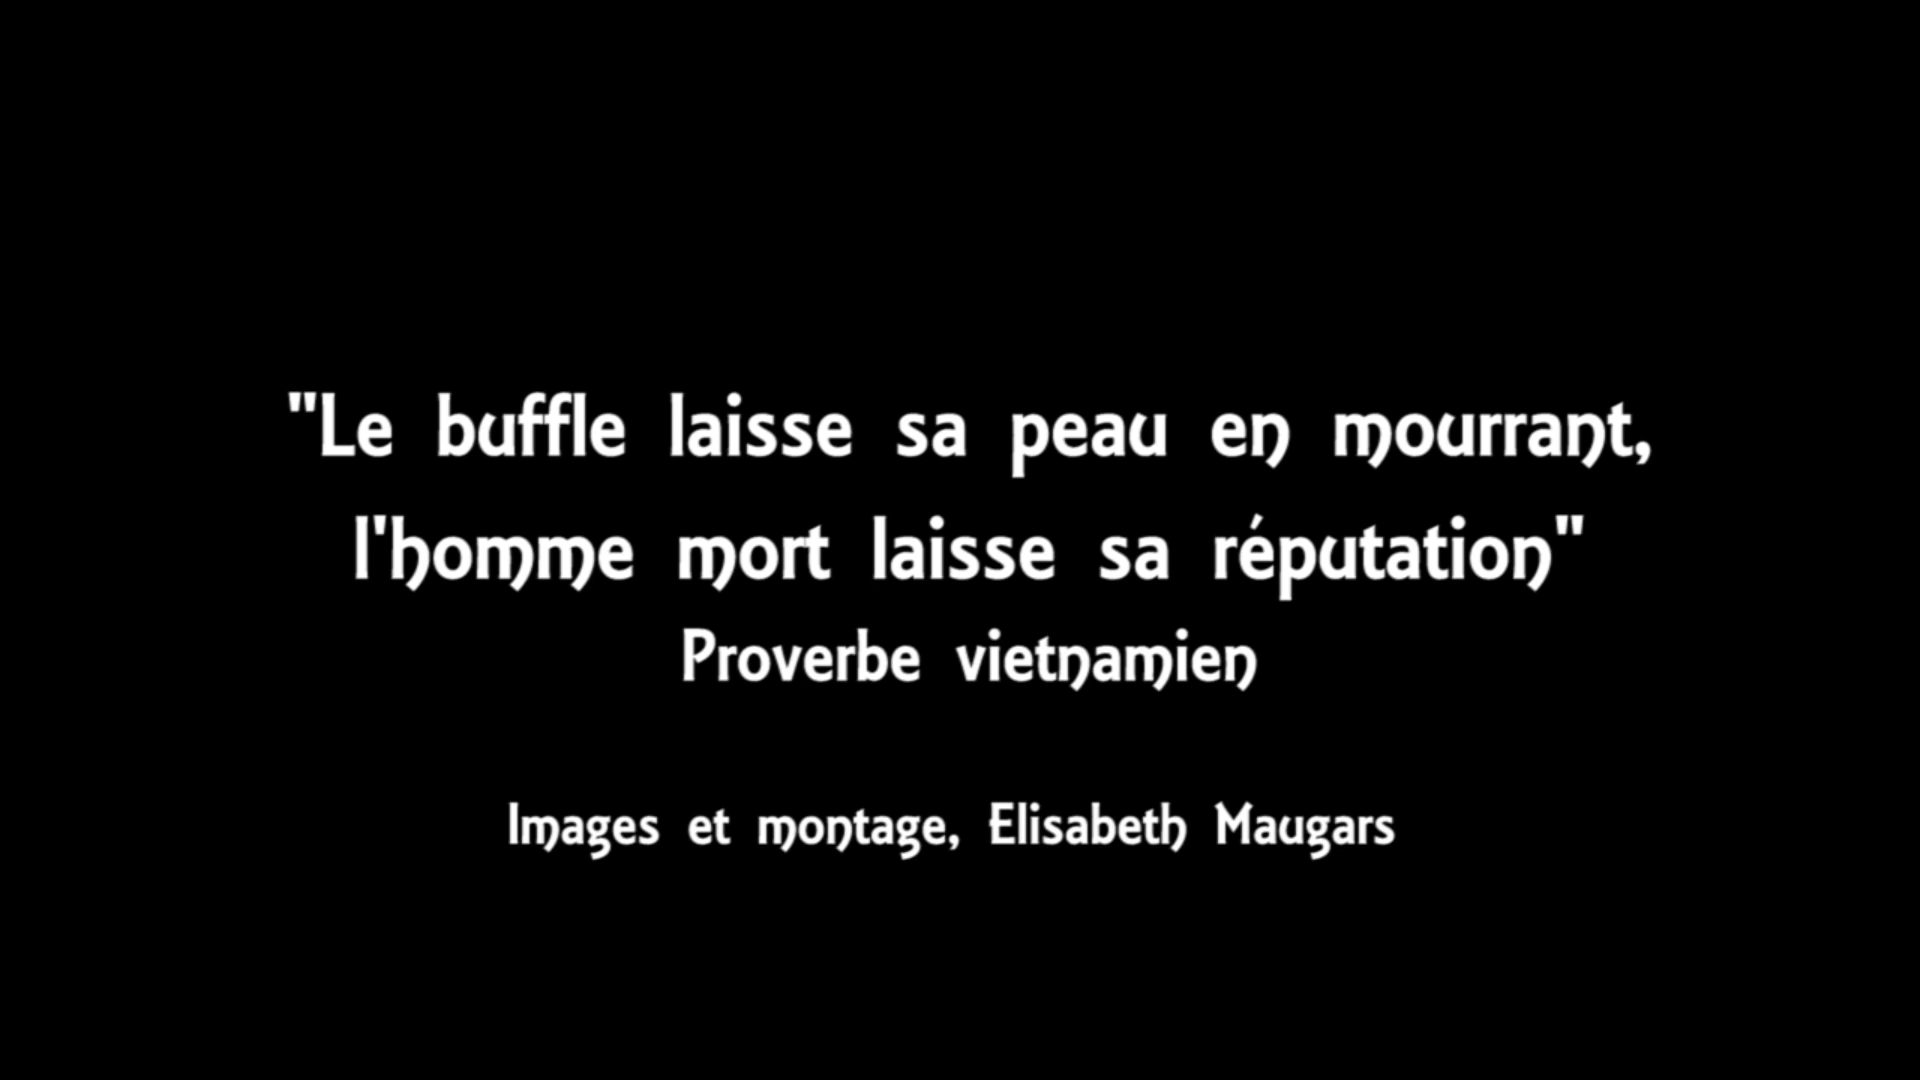 "Le buffle laisse sa peau en mourrant,
l'homme mort laisse sa réputation"
Proverbe vietnamien
Images et montage, Elisabeth Maugars